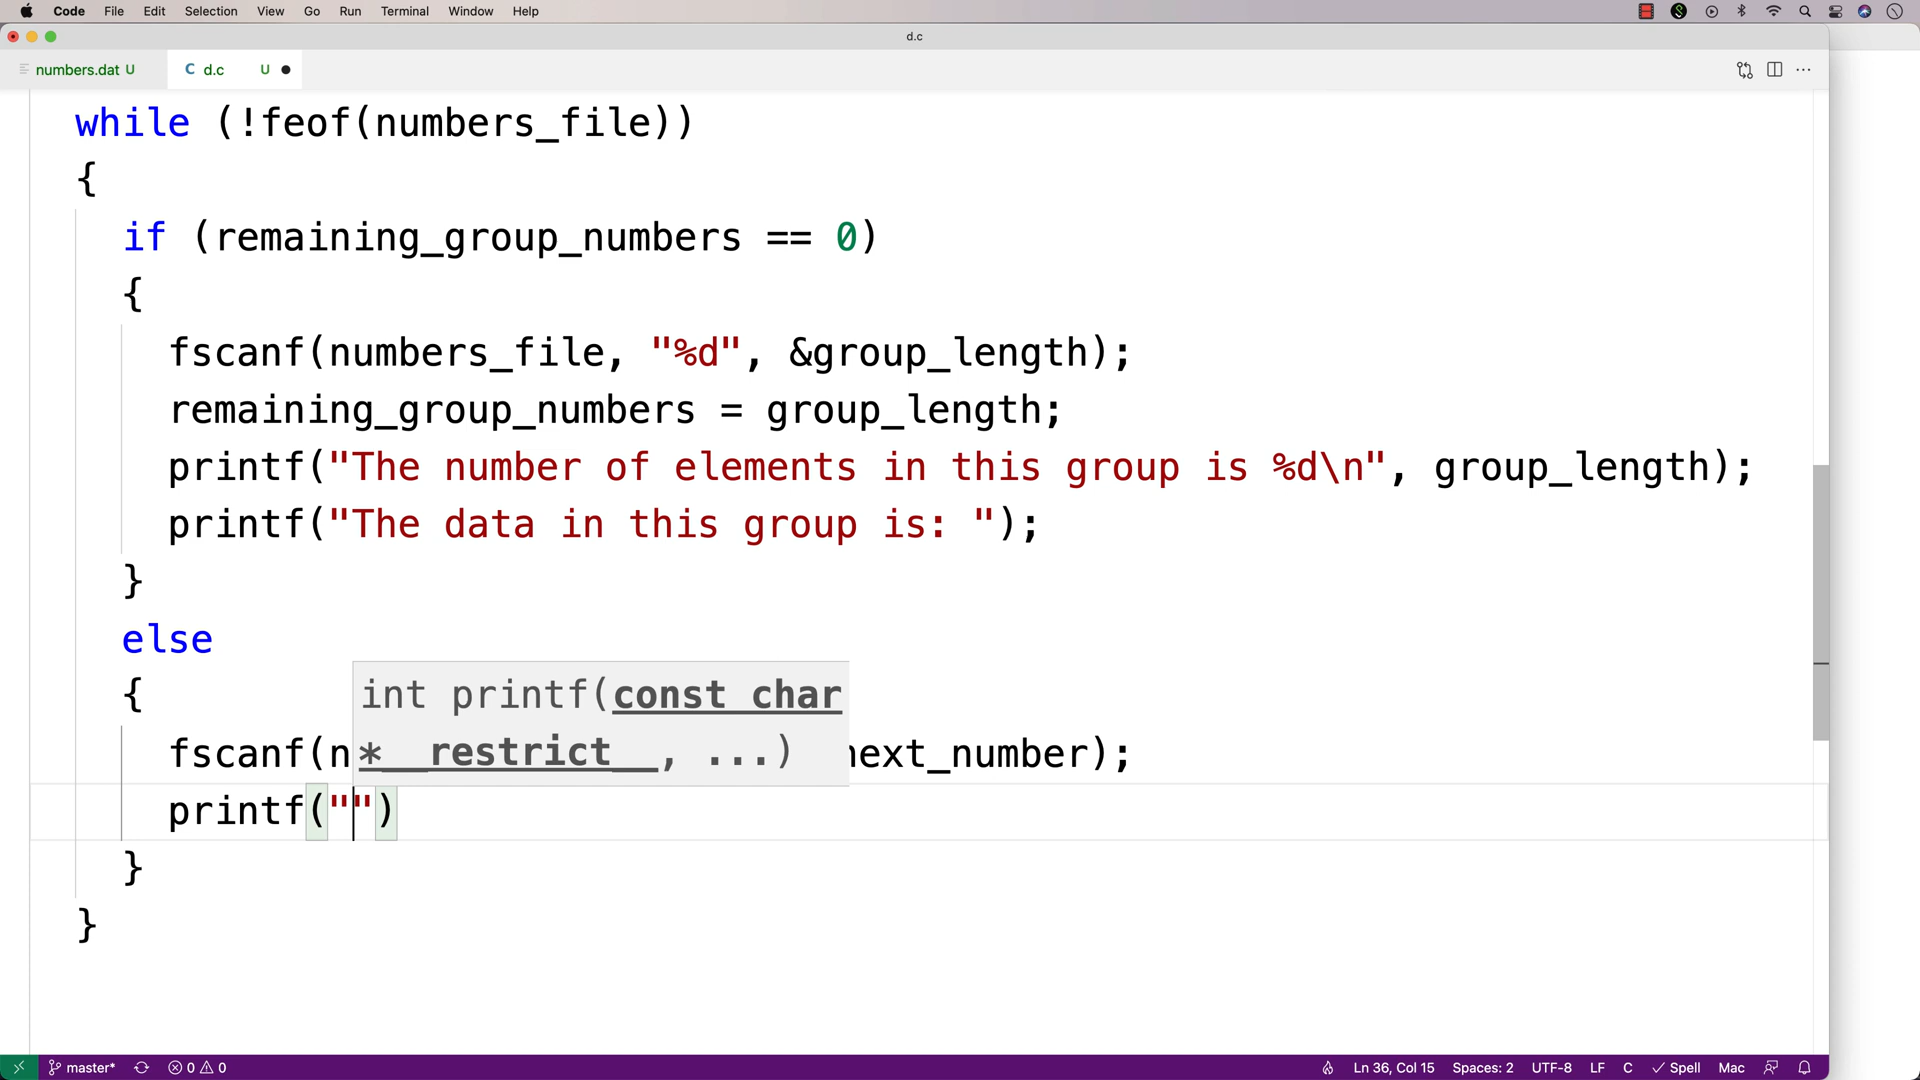 Code File Edit Selection View Go Run Terminal Window Help
d.c
numbers.dat U
C d.c U
while (!feof(numbers_file))
{
if (remaining_group_numbers == 0)
{
fscanf(numbers_file, "%d", &group_length);
remaining_group_numbers = group_length;
printf("The number of elements in this group is %d\n", group_length);
printf("The data in this group is: ");
}
else
{
int printf(const char
*__restrict__, ...)
fscanf(n next_number);
printf("")
}
}
master* 0 0 Ln 36, Col 15 Spaces: 2 UTF-8 LF C Spell Mac